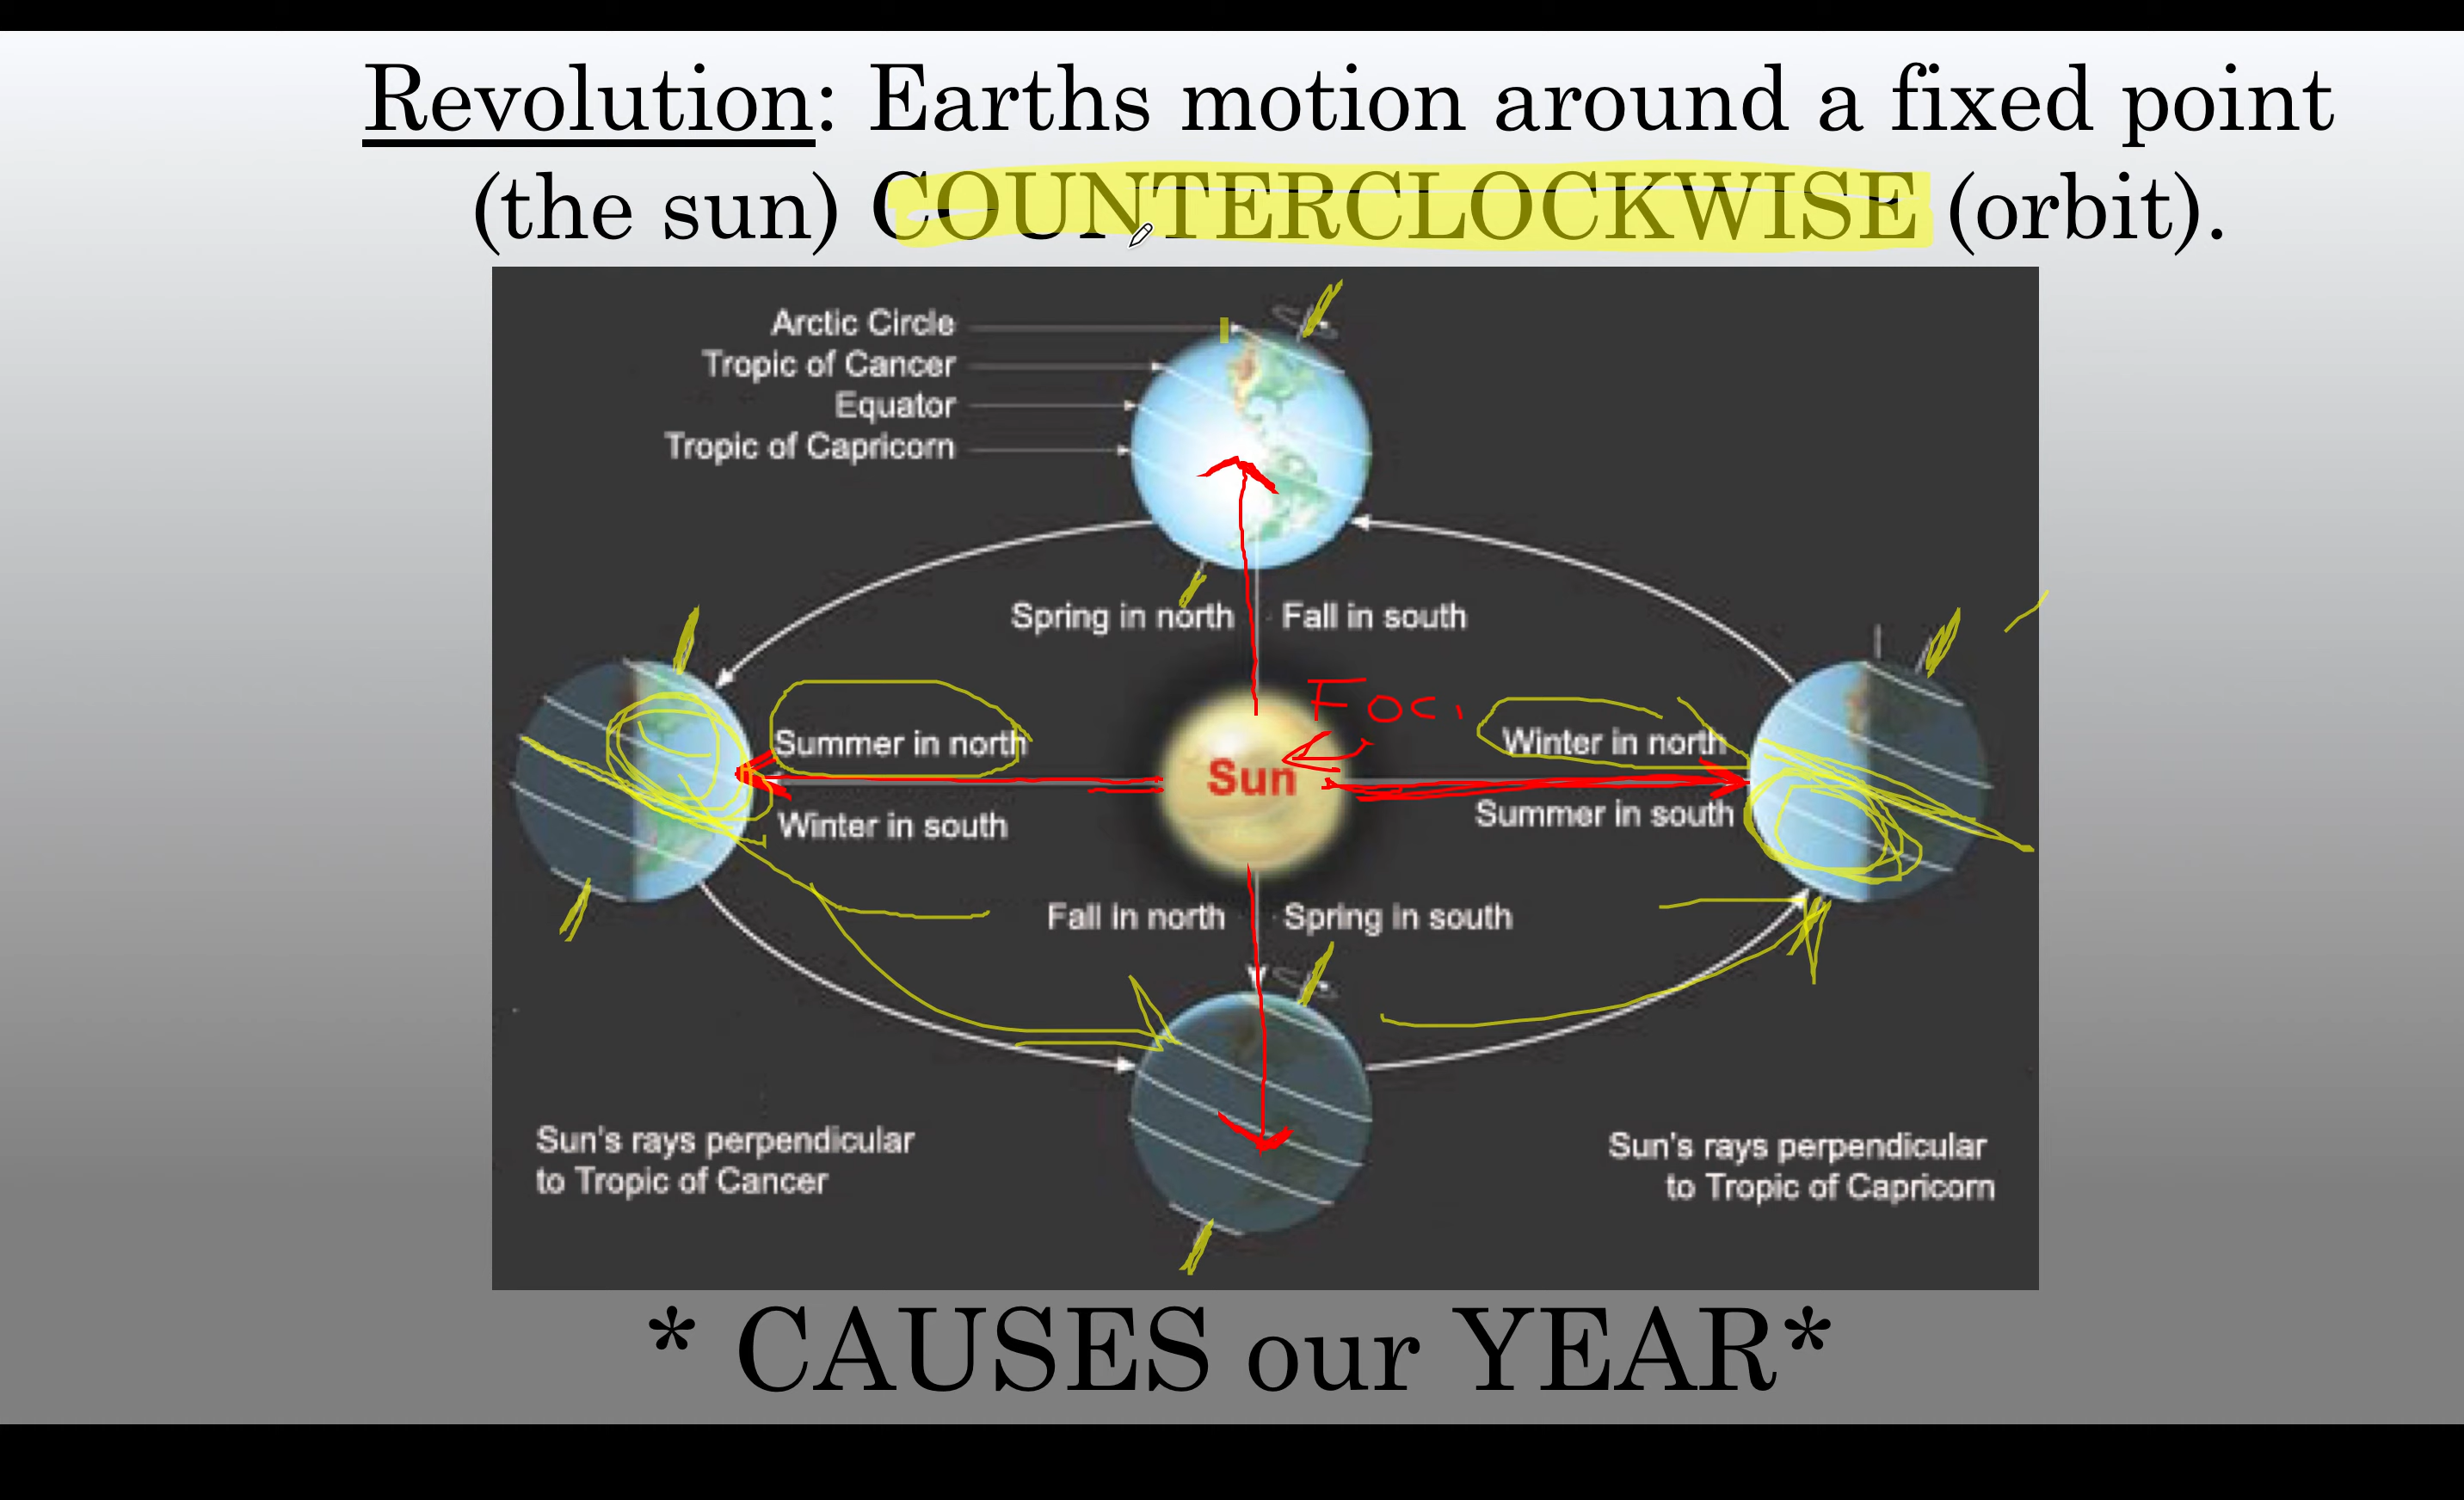 Revolution: Earths motion around a fixed point
(the sun) COUNTERCLOCKWISE (orbit).
Arctic Circle
Tropic of Cancer
Equator
Tropic of Capricorn
Spring in north
Fall in south
Foci
Summer in north
Winter in north
Sun
Winter in south
Summer in south
Fall in north
Spring in south
Sun's rays perpendicular
to Tropic of Cancer
Sun's rays perpendicular
to Tropic of Capricorn
* CAUSES our YEAR*